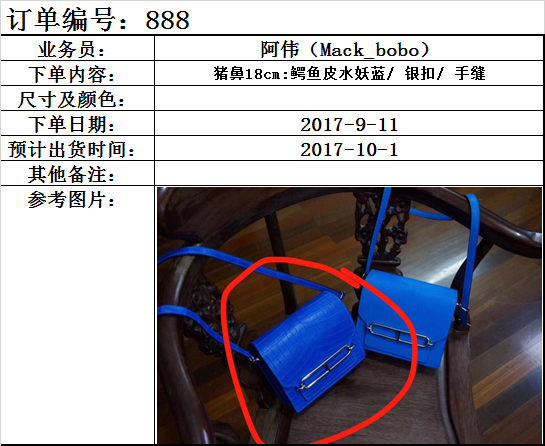 订单编号：888
业务员： 阿伟（Mack_bobo）
下单内容： 猪鼻18cm:鳄鱼皮水妖蓝/ 银扣/ 手缝
尺寸及颜色：
下单日期： 2017-9-11
预计出货时间： 2017-10-1
其他备注：
参考图片：